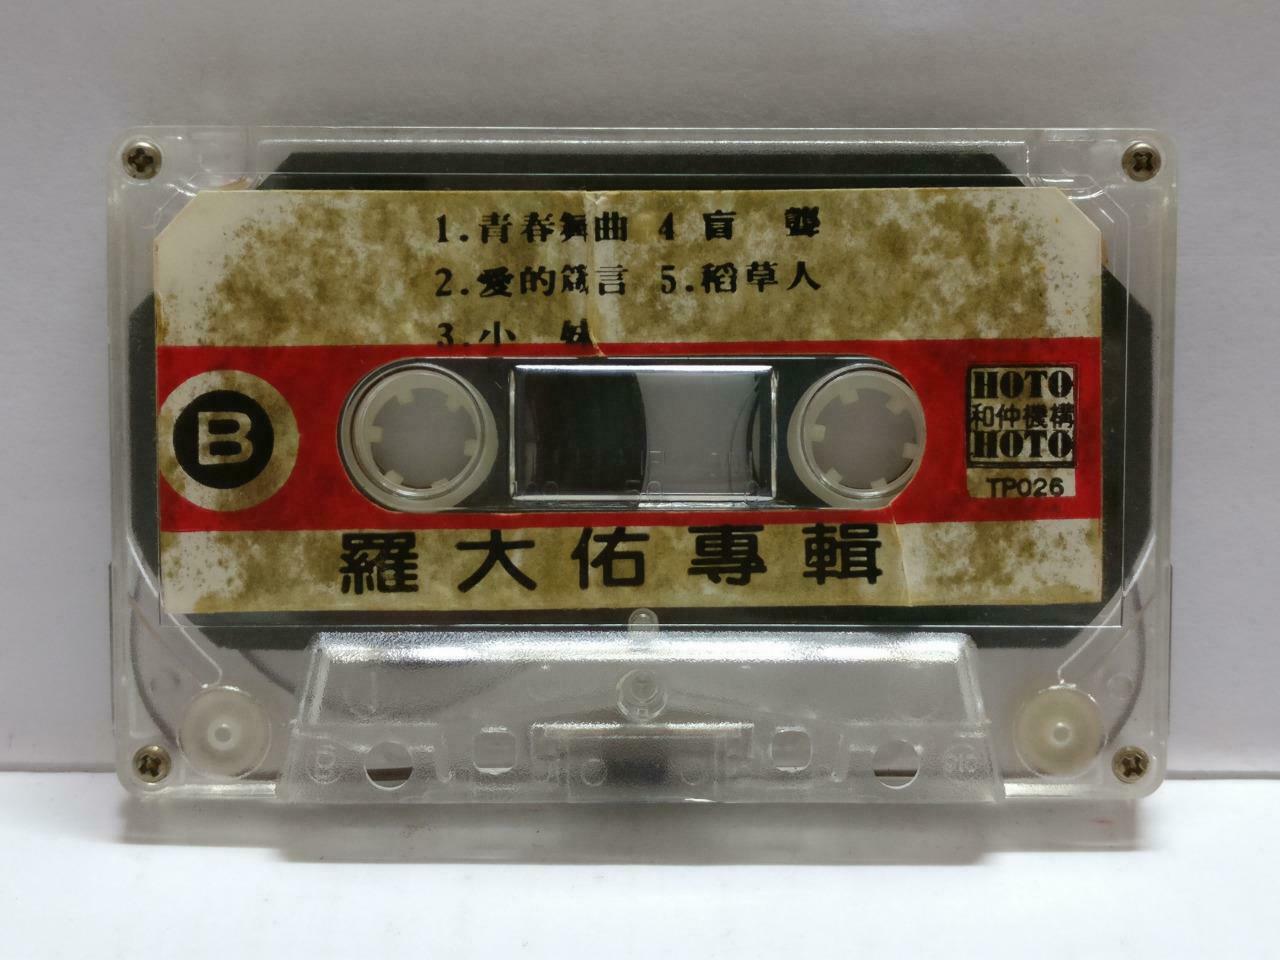 1.青春舞曲 4 盲 聾
2.愛的箴言 5.稻草人
3.小 妹
B
HOTO
和仲機構
HOTO
TP026
羅大佑專輯